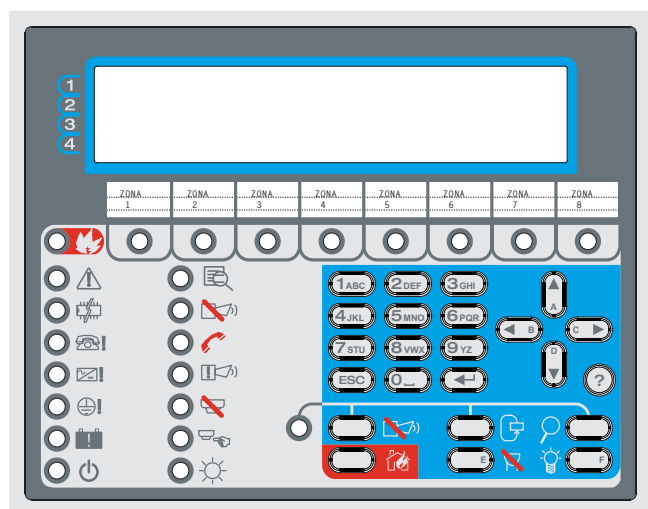 1
2
3
4
ZONA ZONA ZONA ZONA ZONA ZONA ZONA ZONA
1 2 3 4 5 6 7 8
1ABC 2DEF 3GHI
A
4JKL 5MNO 6PQR
B C
7STU 8VWX 9YZ
D
ESC 0 ?
E F